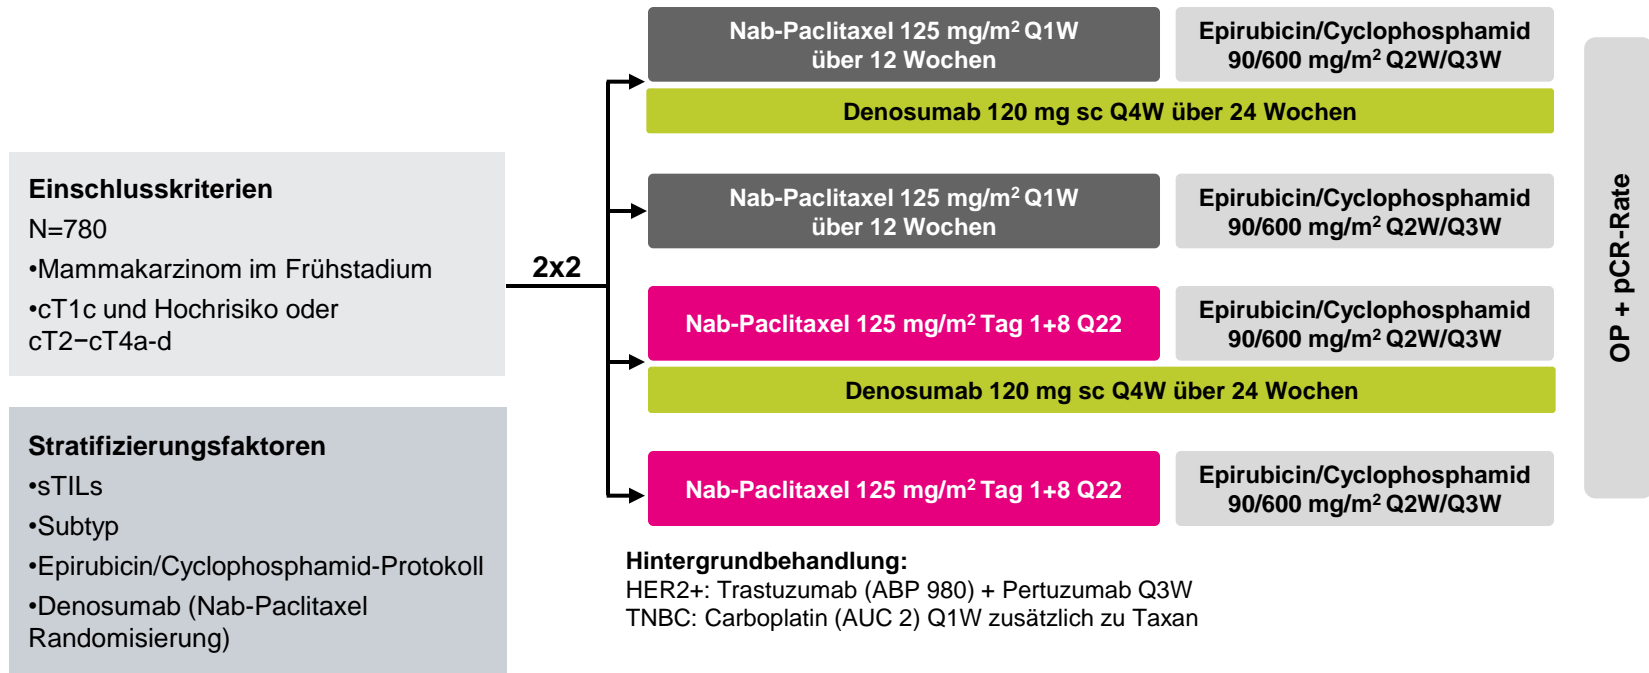 Einschlusskriterien
N=780
•Mammakarzinom im Frühstadium
•cT1c und Hochrisiko oder
cT2−cT4a-d
Stratifizierungsfaktoren
•sTILs
•Subtyp
•Epirubicin/Cyclophosphamid-Protokoll
•Denosumab (Nab-Paclitaxel
Randomisierung)
2x2
Nab-Paclitaxel 125 mg/m² Q1W
über 12 Wochen
Epirubicin/Cyclophosphamid
90/600 mg/m² Q2W/Q3W
Denosumab 120 mg sc Q4W über 24 Wochen
Nab-Paclitaxel 125 mg/m² Q1W
über 12 Wochen
Epirubicin/Cyclophosphamid
90/600 mg/m² Q2W/Q3W
Nab-Paclitaxel 125 mg/m² Tag 1+8 Q22
Epirubicin/Cyclophosphamid
90/600 mg/m² Q2W/Q3W
Denosumab 120 mg sc Q4W über 24 Wochen
Nab-Paclitaxel 125 mg/m² Tag 1+8 Q22
Epirubicin/Cyclophosphamid
90/600 mg/m² Q2W/Q3W
OP + pCR-Rate
Hintergrundbehandlung:
HER2+: Trastuzumab (ABP 980) + Pertuzumab Q3W
TNBC: Carboplatin (AUC 2) Q1W zusätzlich zu Taxan